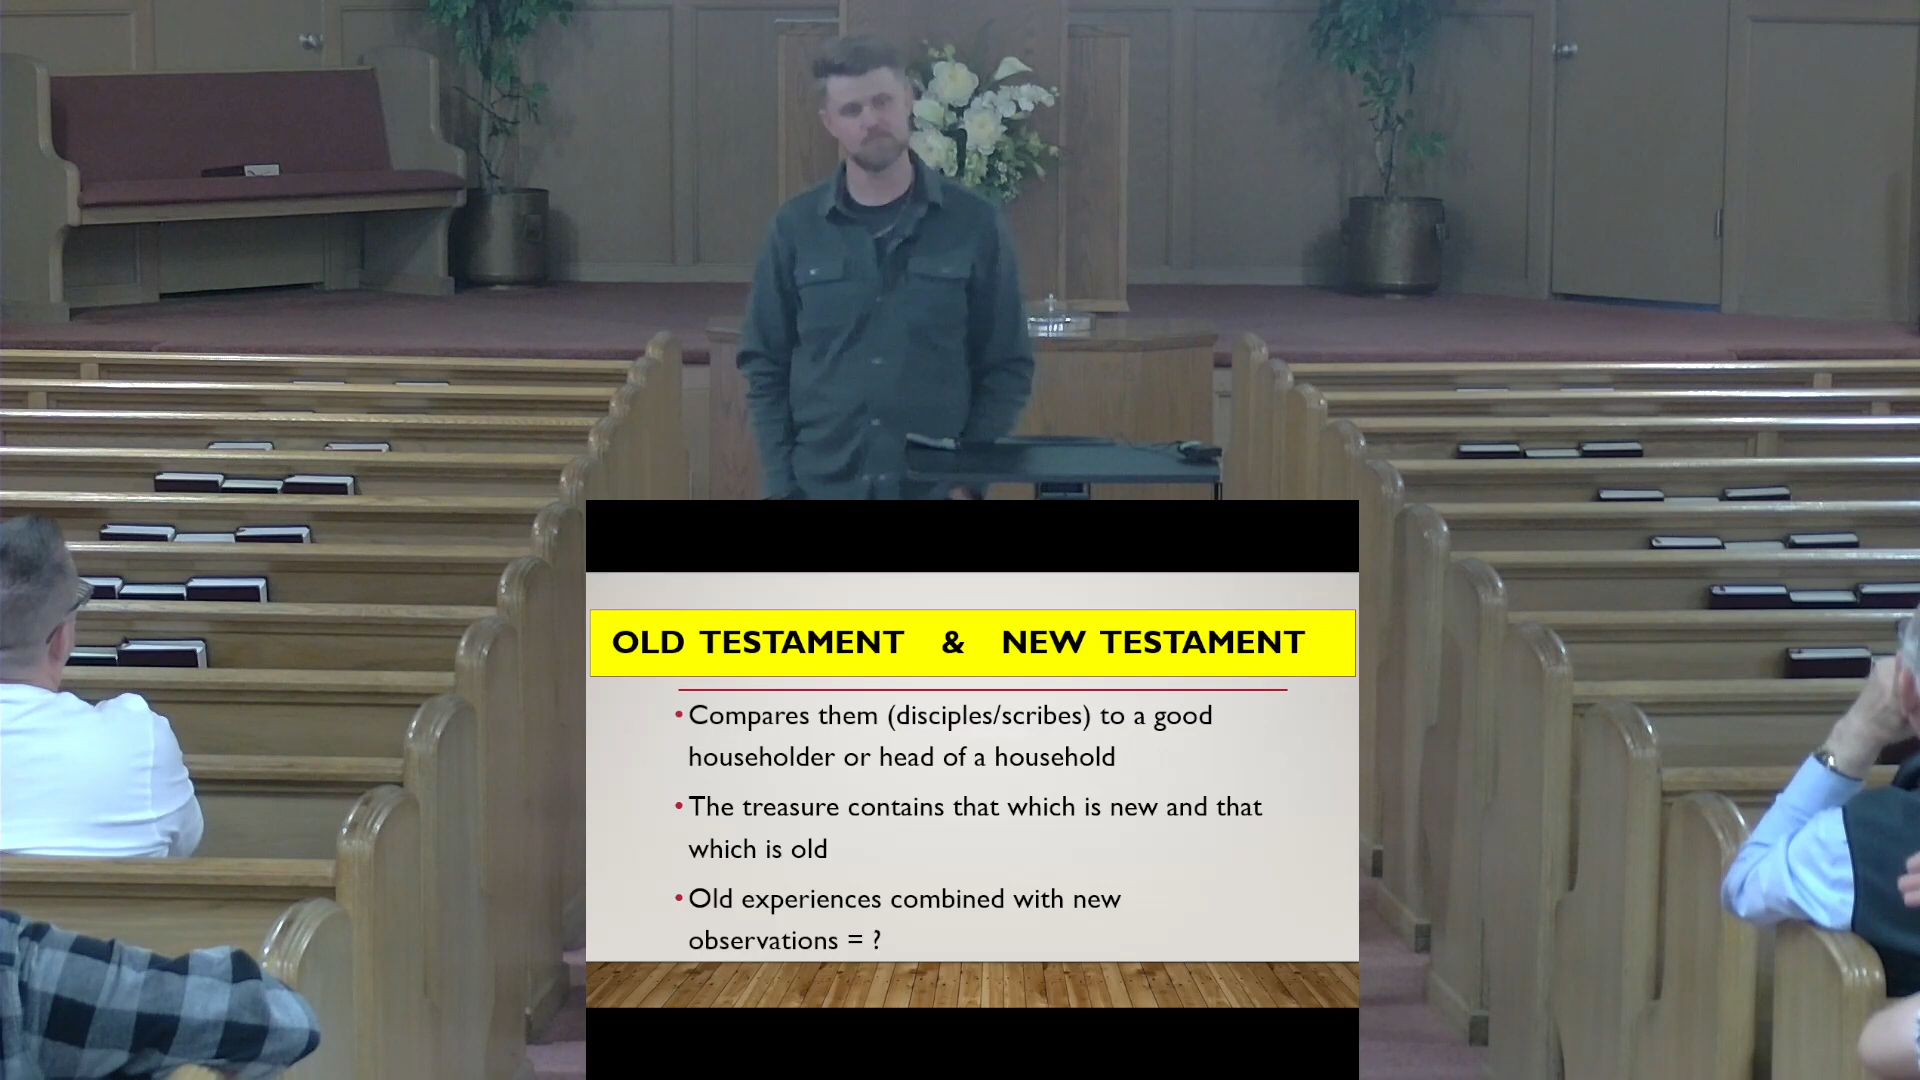 OLD TESTAMENT & NEW TESTAMENT
• Compares them (disciples/scribes) to a good
householder or head of a household
• The treasure contains that which is new and that
which is old
• Old experiences combined with new
observations = ?